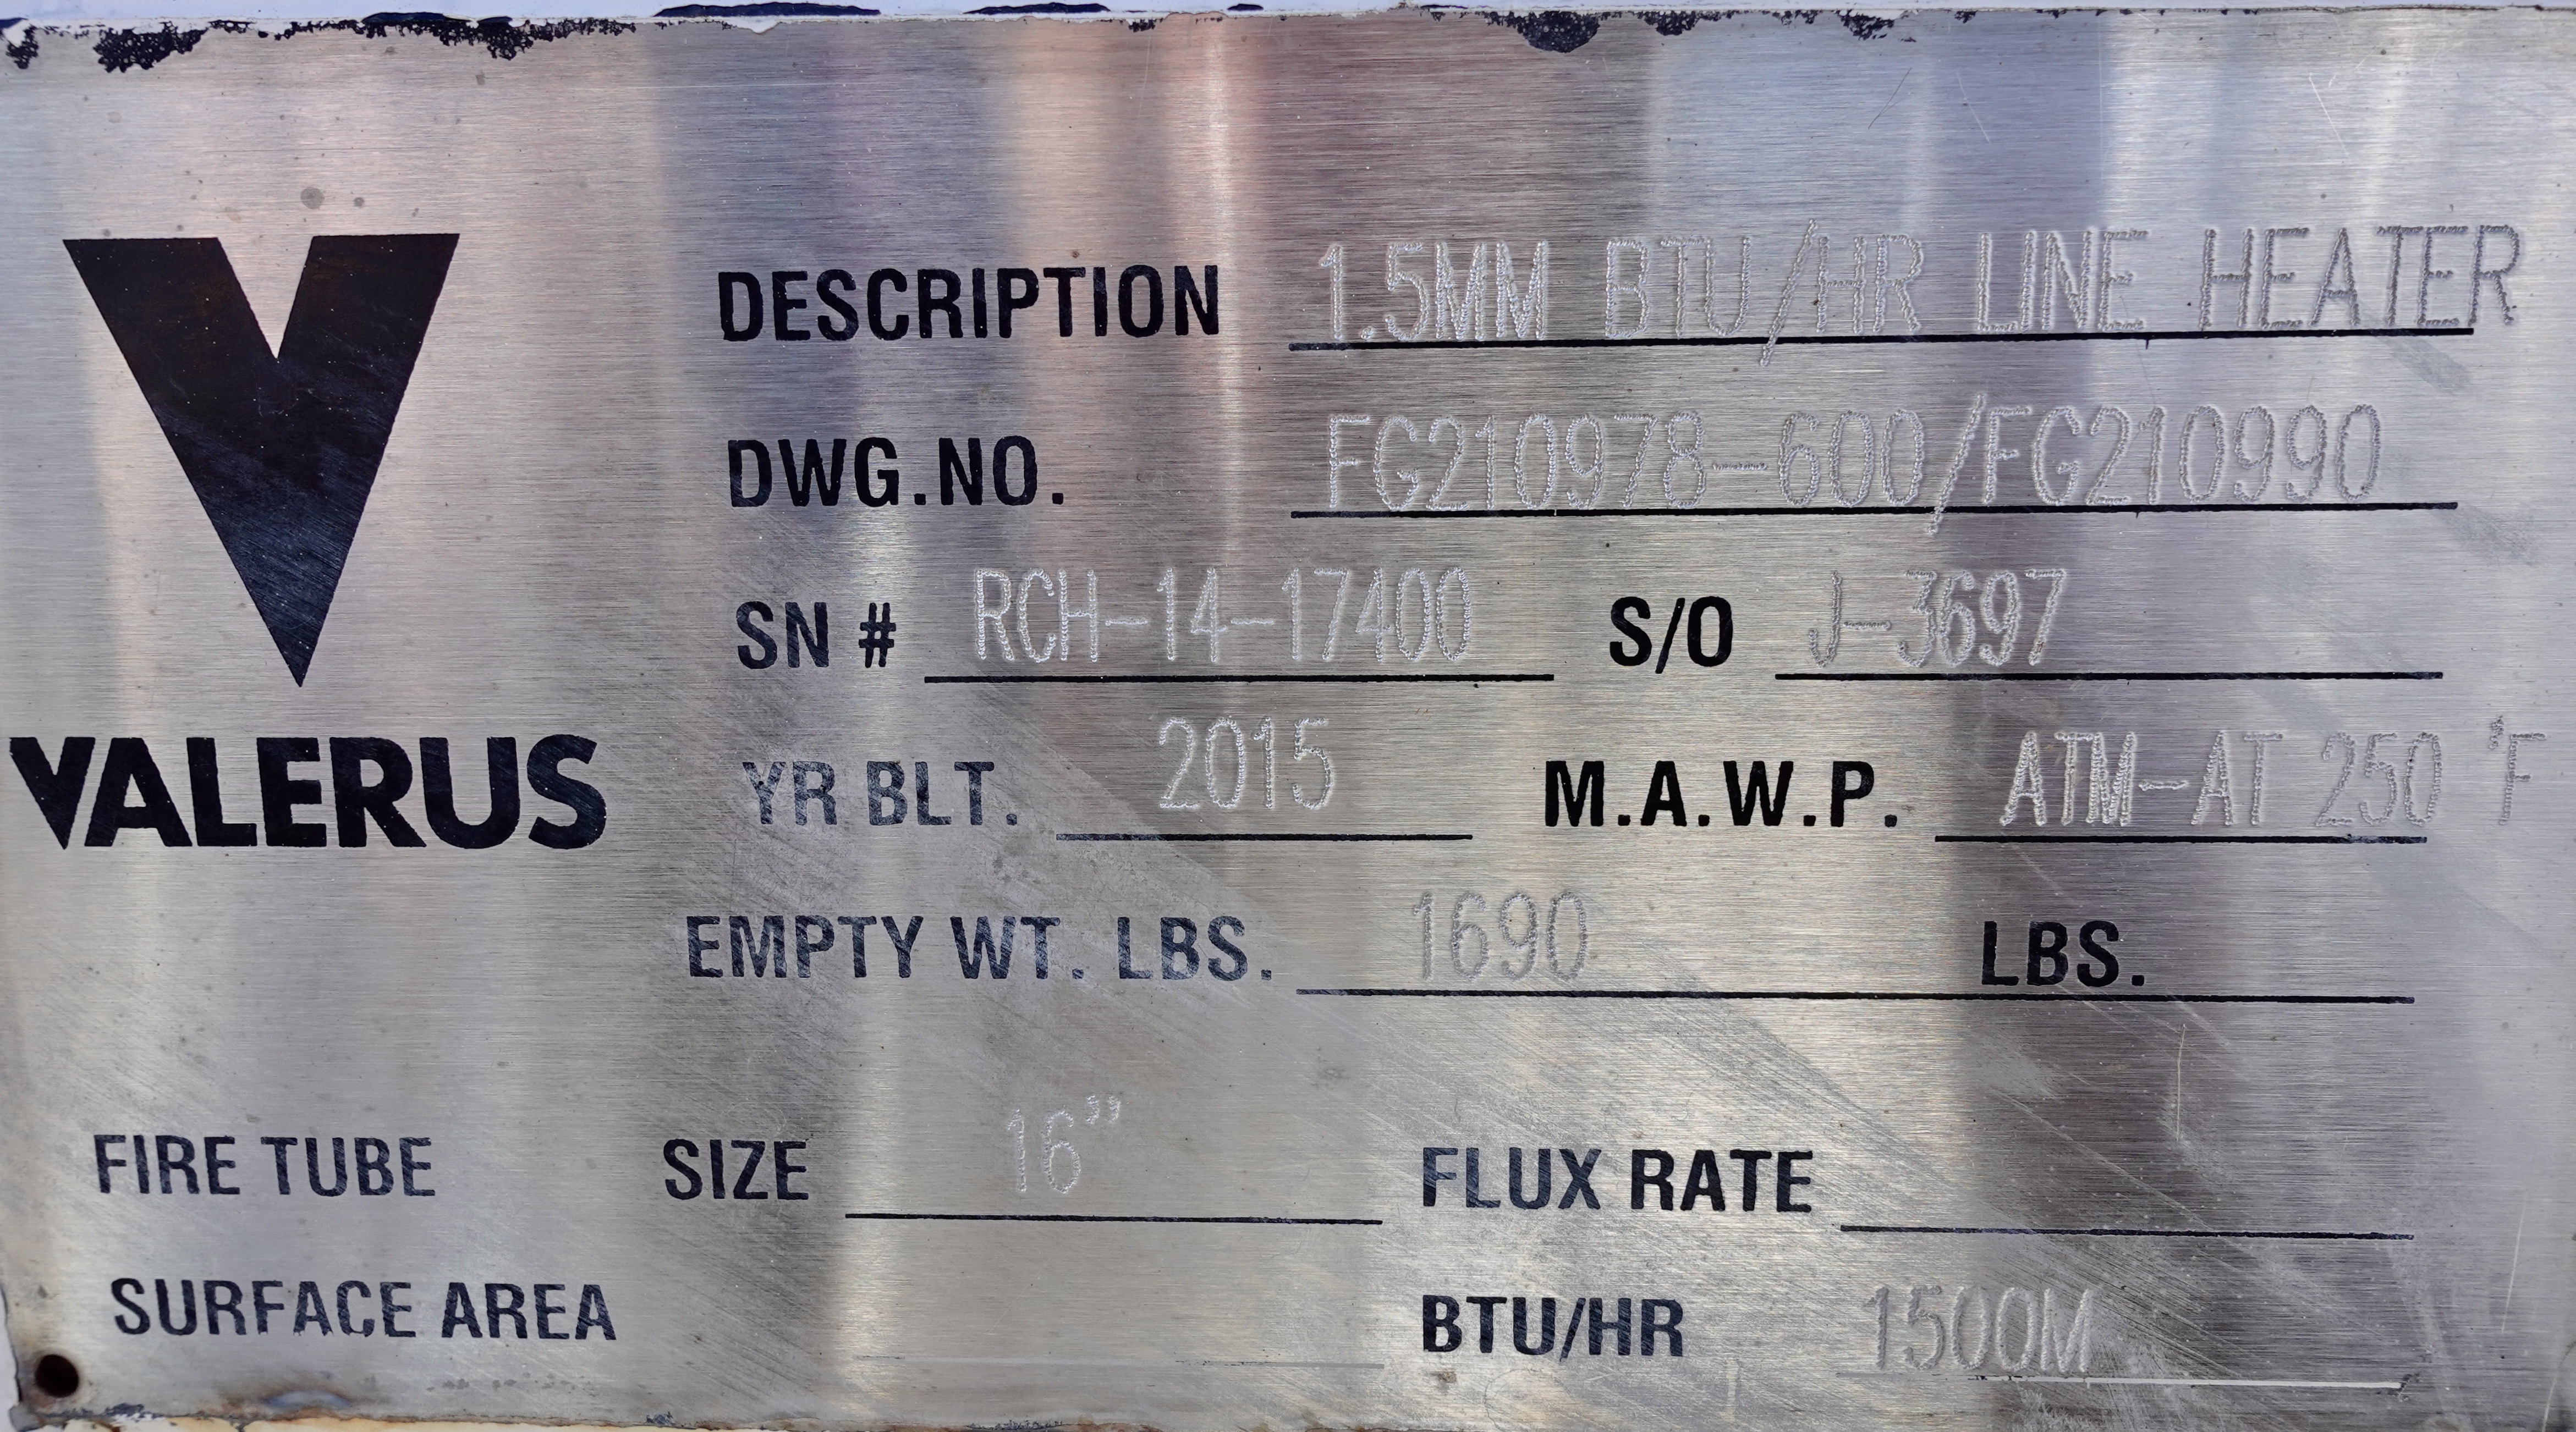 DESCRIPTION 1.5MM BTU/HR LINE HEATER
DWG.NO. FG210978-600/FG210990
SN # RCH-14-17400 S/O J-3697
VALERUS
YR BLT. 2015 M.A.W.P. ATM-AT 250 °F
EMPTY WT. LBS. 1690 LBS.
FIRE TUBE SIZE 16” FLUX RATE
SURFACE AREA BTU/HR 1500M